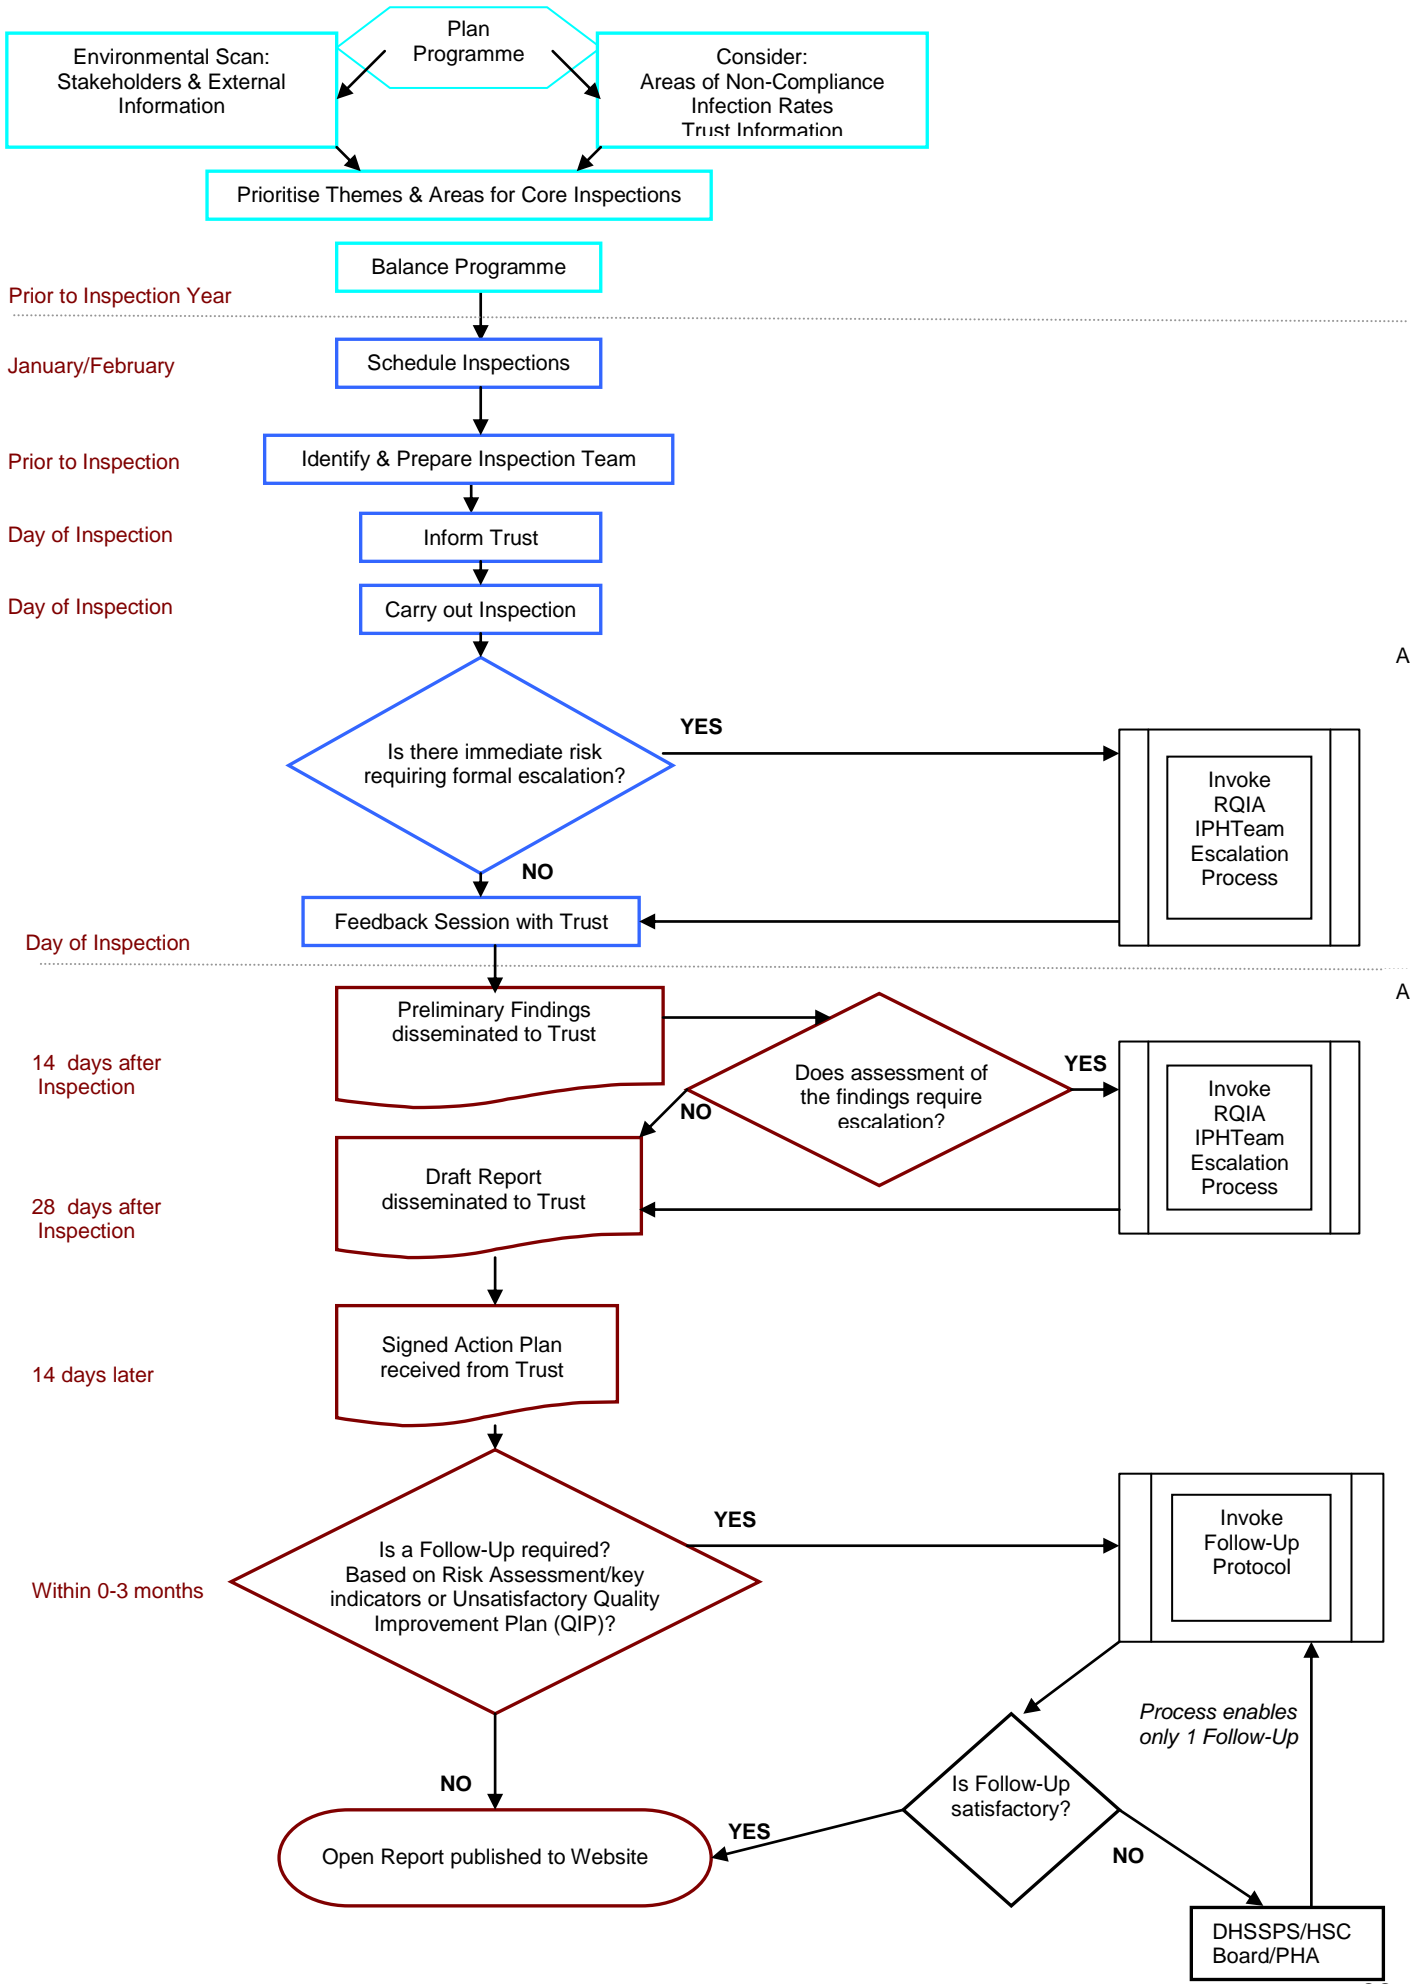 Plan
Programme
Environmental Scan:
Stakeholders & External
Information
Consider:
Areas of Non-Compliance
Infection Rates
Trust Information
Prioritise Themes & Areas for Core Inspections
Balance Programme
Prior to Inspection Year
January/February
Schedule Inspections
Prior to Inspection
Identify & Prepare Inspection Team
Day of Inspection
Inform Trust
Day of Inspection
Carry out Inspection
A
YES
Is there immediate risk
requiring formal escalation?
Invoke
RQIA
IPHTeam
Escalation
Process
NO
Feedback Session with Trust
Day of Inspection
A
Preliminary Findings
disseminated to Trust
14  days after
Inspection
Does assessment of
the findings require
escalation?
YES
NO
Invoke
RQIA
IPHTeam
Escalation
Process
Draft Report
disseminated to Trust
28  days after
Inspection
Signed Action Plan
received from Trust
14 days later
YES
Is a Follow-Up required?
Based on Risk Assessment/key
indicators or Unsatisfactory Quality
Improvement Plan (QIP)?
Within 0-3 months
Invoke
Follow-Up
Protocol
Process enables
only 1 Follow-Up
Is Follow-Up
satisfactory?
NO
YES
NO
Open Report published to Website
DHSSPS/HSC
Board/PHA